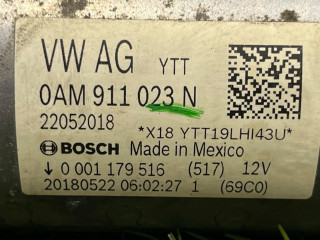 VW AG YTT
0AM 911 023 N
22052018
*X18 YTT19LHI43U*
BOSCH Made in Mexico
↓ 0 001 179 516 (517) 12V
20180522 06:02:27 1 (69C0)